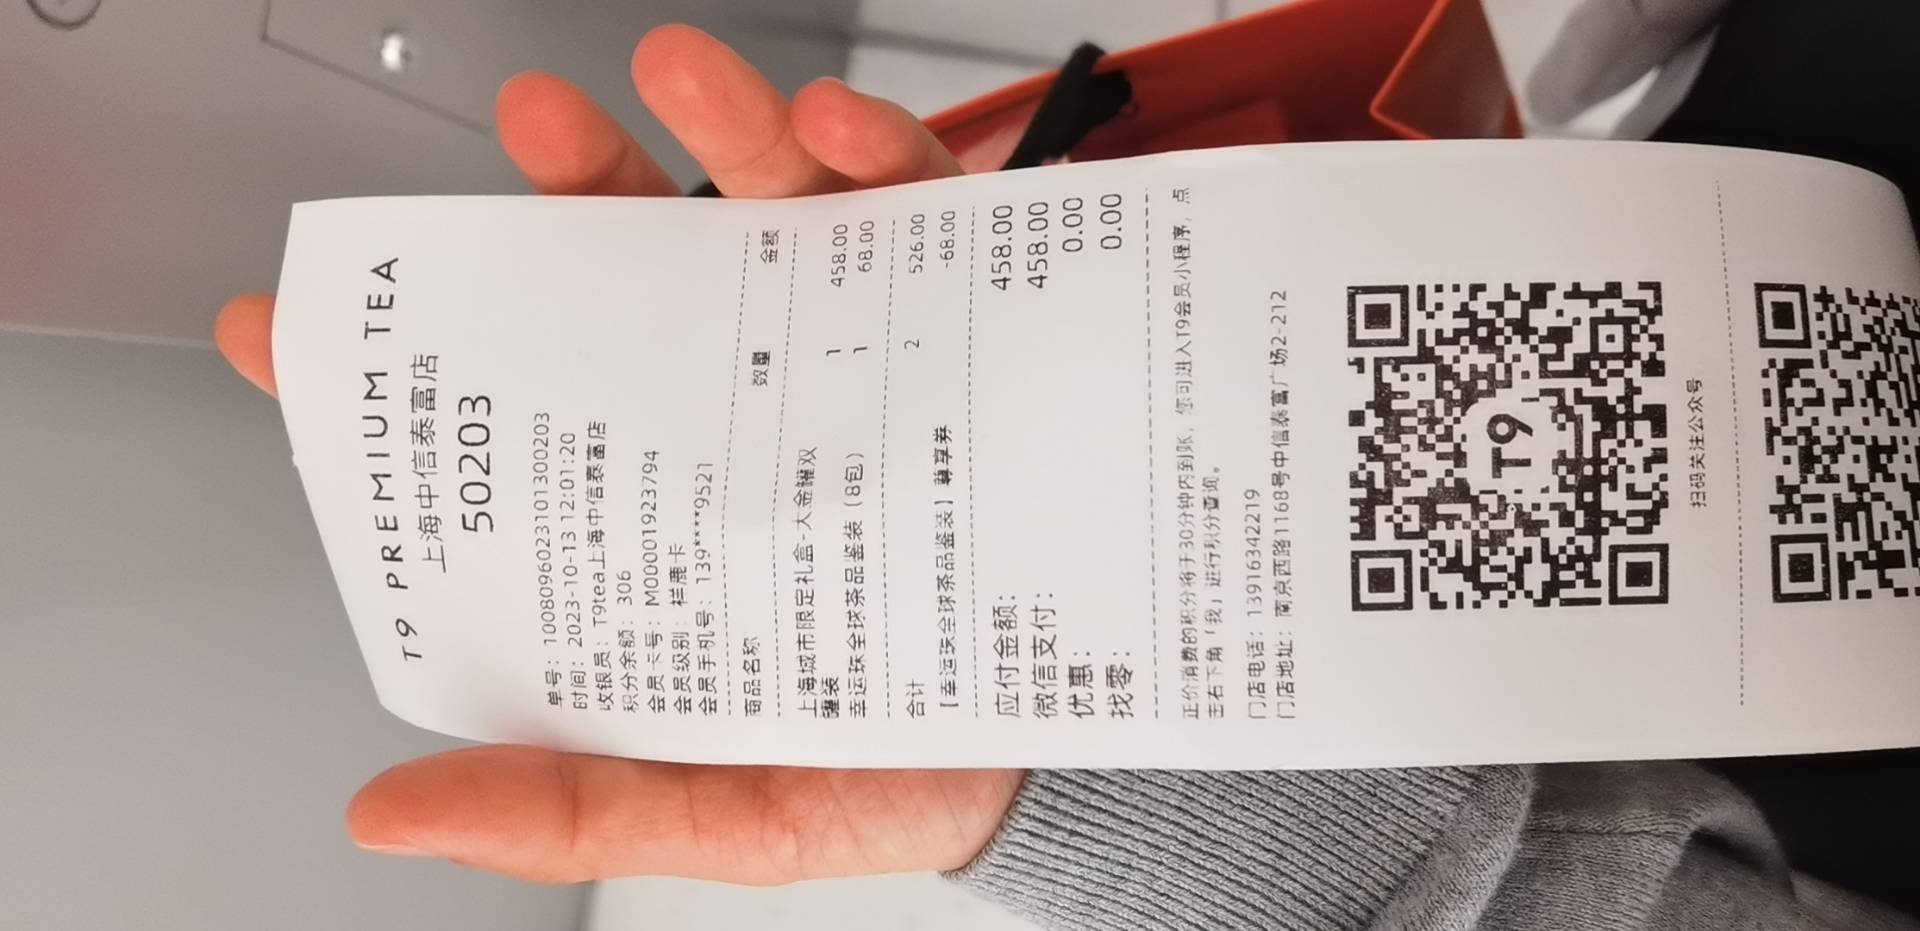 T9 PREMIUM TEA
上海中信泰富店
50203
单号：1008096023101300203
时间：2023-10-13 12:01:20
收银员：T9tea上海中信泰富店
积分余额：306
会员卡号：M00001923794
会员级别：祥鹿卡
会员手机号：139****9521
商品名称 数量 金额
上海城市限定礼盒-大金罐双 1 458.00
罐装
幸运珠全球茶品鉴装（8包） 1 68.00
合计 2 526.00
【幸运珠全球茶品鉴装】尊享券 -68.00
应付金额： 458.00
微信支付： 458.00
优惠： 0.00
找零： 0.00
正价消费的积分将于30分钟内到账，您可进入T9会员小程序，点
击右下角「我」进行积分查询。
门店电话：13916342219
门店地址：南京西路1168号中信泰富广场2-212
T9
扫码关注公众号